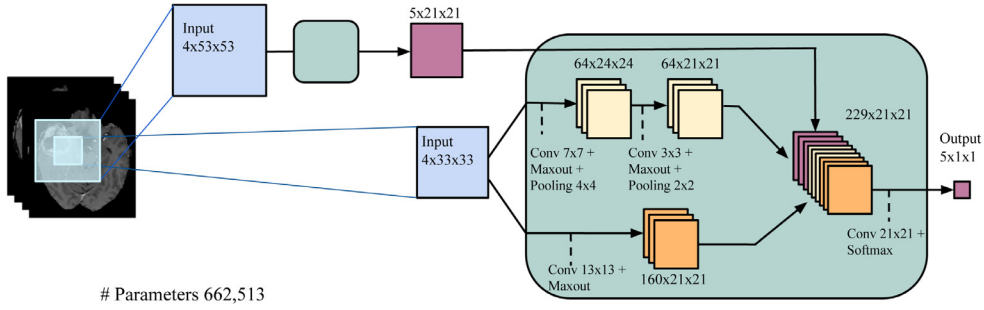 Input
4x53x53
5x21x21
Input
4x33x33
64x24x24
64x21x21
Conv 7x7 +
Maxout +
Pooling 4x4
Conv 3x3 +
Maxout +
Pooling 2x2
229x21x21
Conv 13x13 +
Maxout
160x21x21
Conv 21x21 +
Softmax
Output
5x1x1
# Parameters 662,513